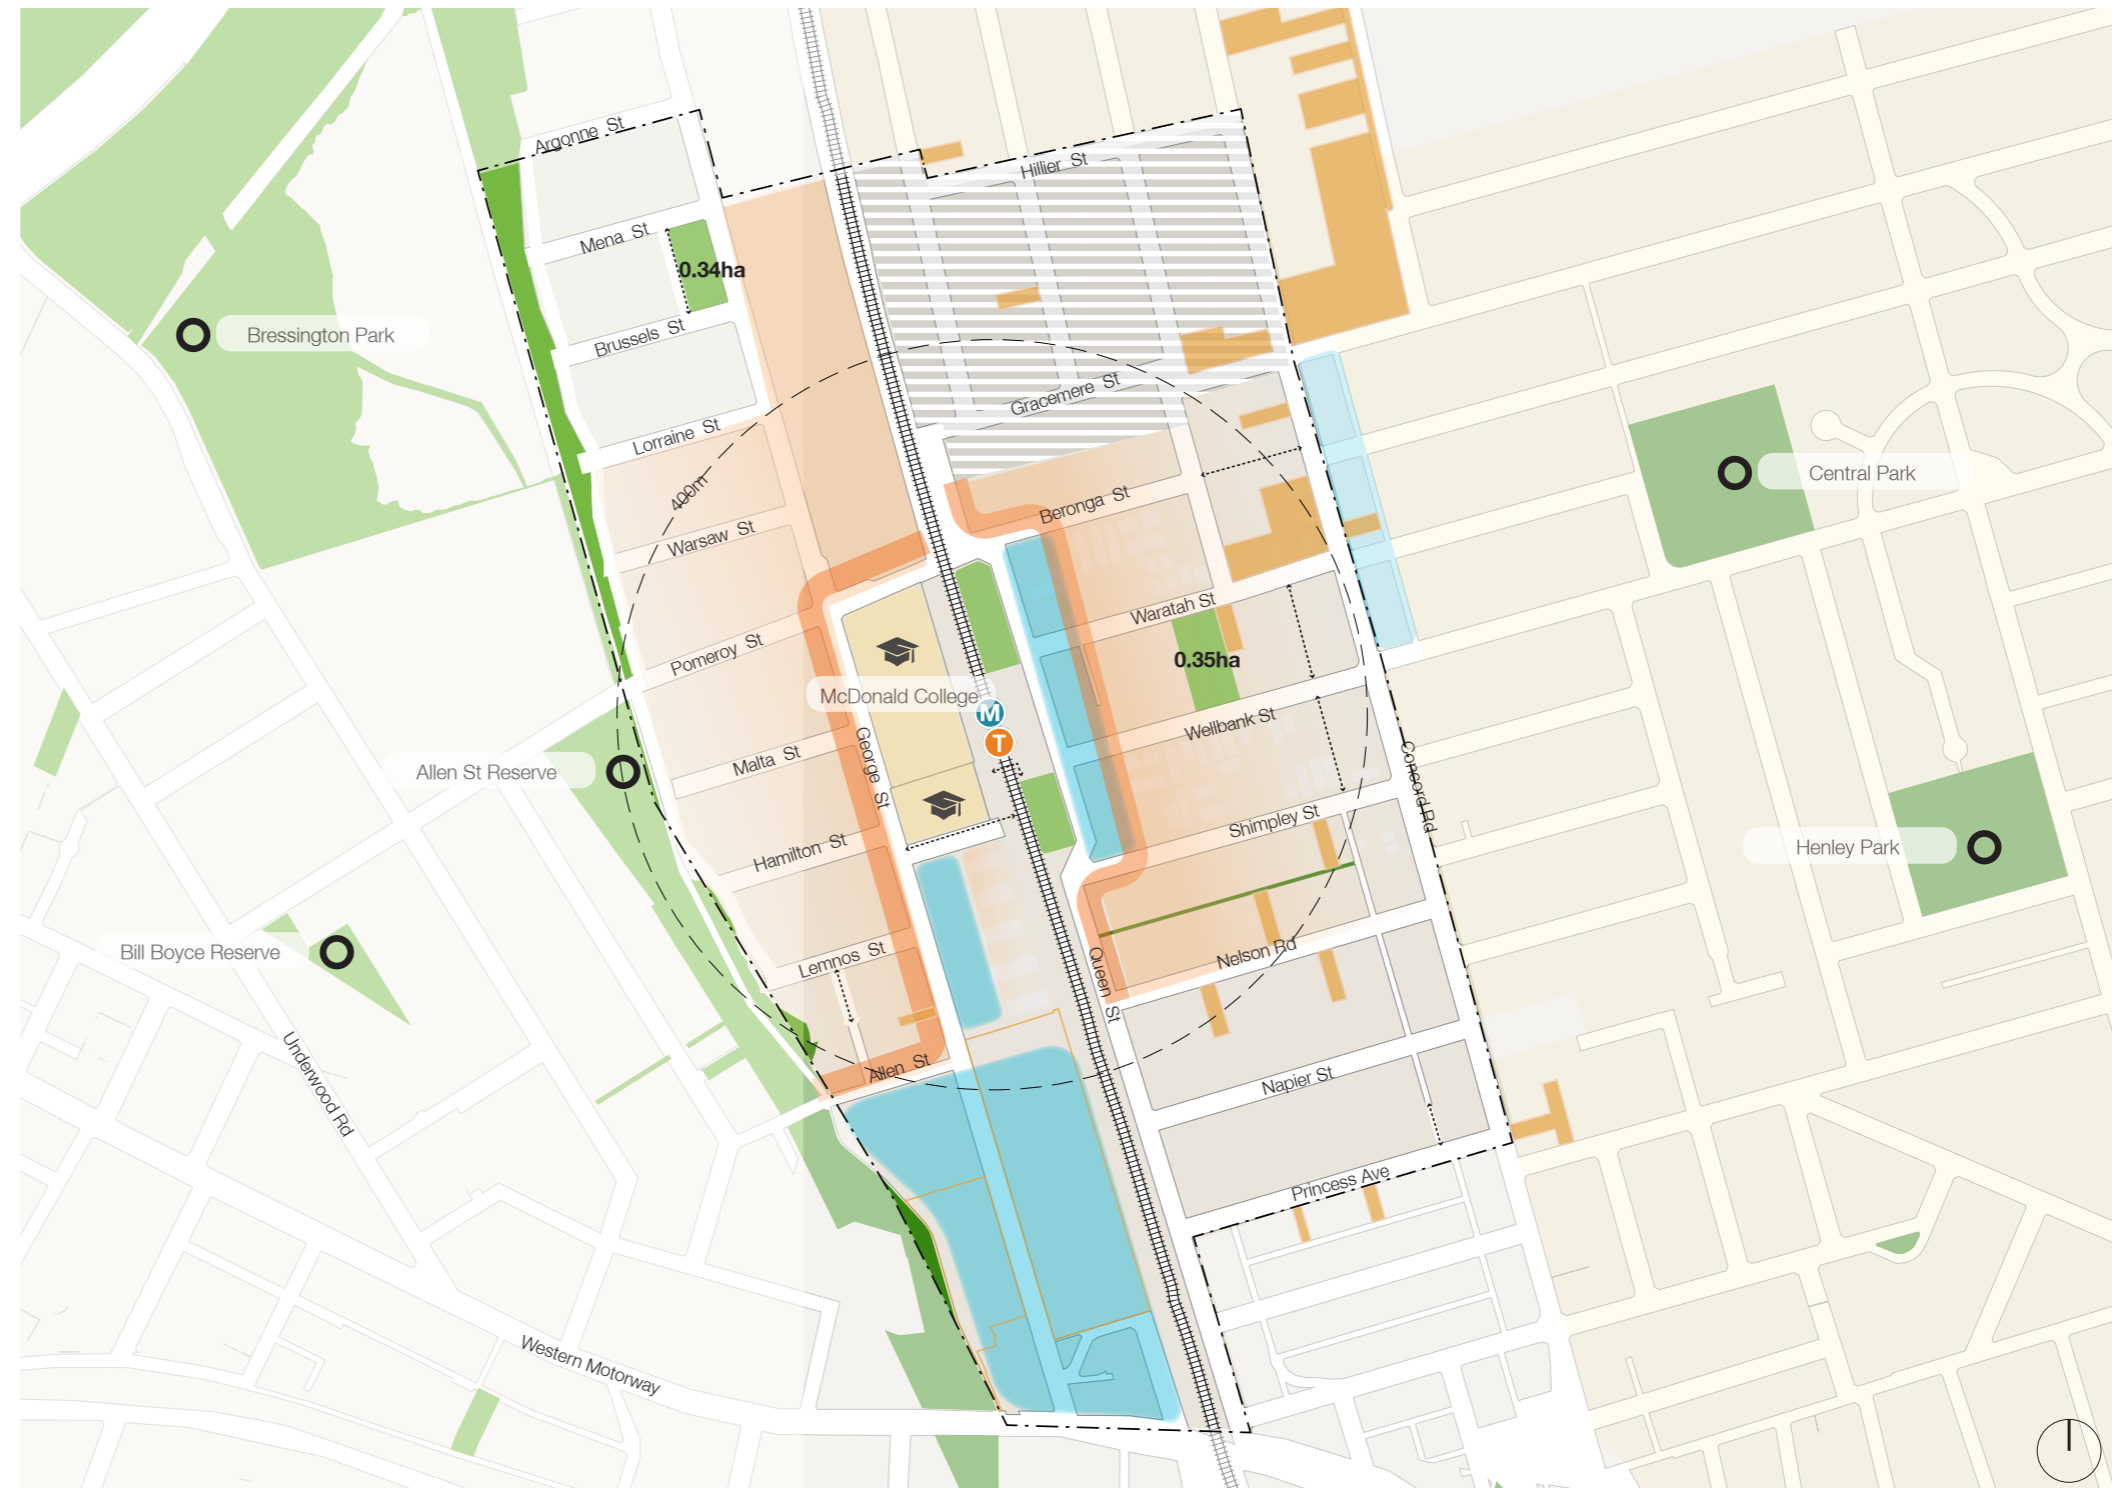 Argonne St
Hillier St
Mena St
0.34ha
Brussels St
Bressington Park
Gracemere St
Lorraine St
Central Park
400m
Beronga St
Warsaw St
Waratah St
Pomeroy St
0.35ha
McDonald College
M
Wellbank St
T
Malta St
George St
Allen St Reserve
Concord Rd
Shimpley St
Hamilton St
Henley Park
Bill Boyce Reserve
Lemnos St
Nelson Rd
Queen St
Underwood Rd
Allen St
Napier St
Princess Ave
Western Motorway